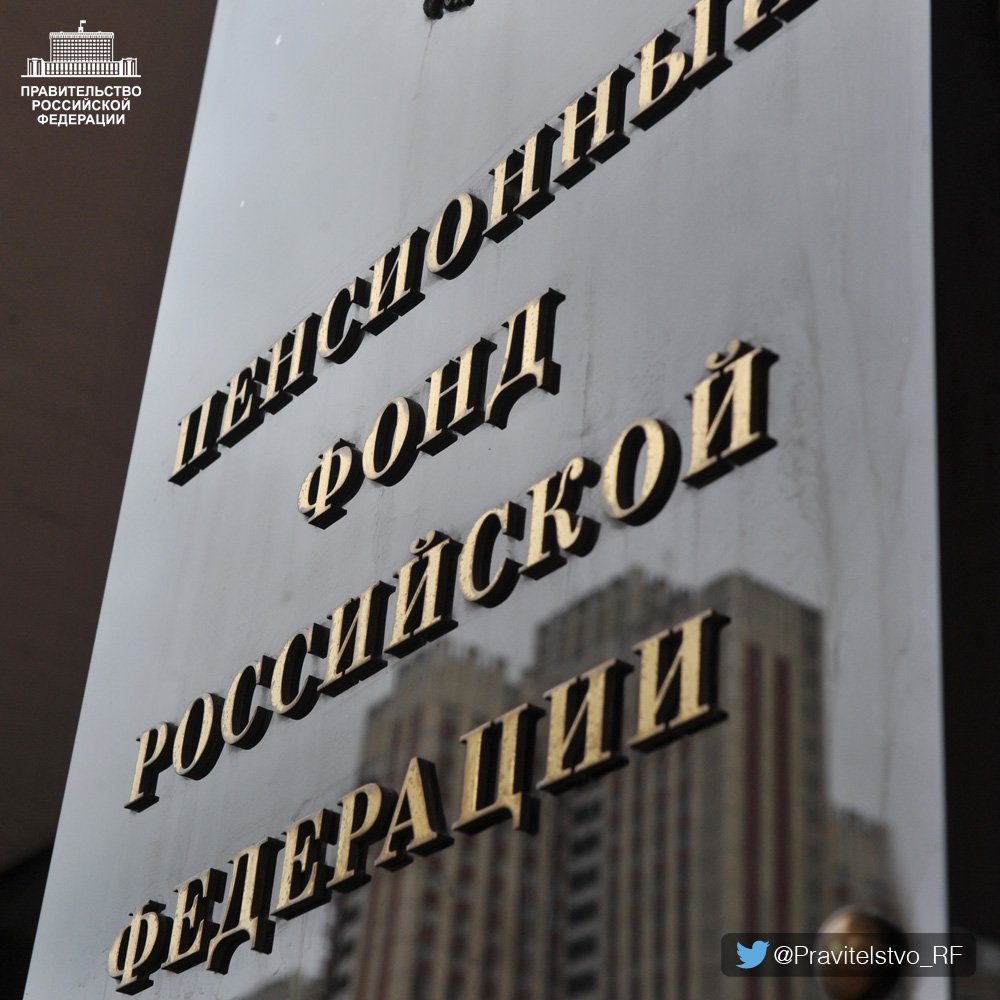 ПРАВИТЕЛЬСТВО
РОССИЙСКОЙ
ФЕДЕРАЦИИ
ПЕНСИОННЫЙ
ФОНД
РОССИЙСКОЙ
ФЕДЕРАЦИИ
@Pravitelstvo_RF